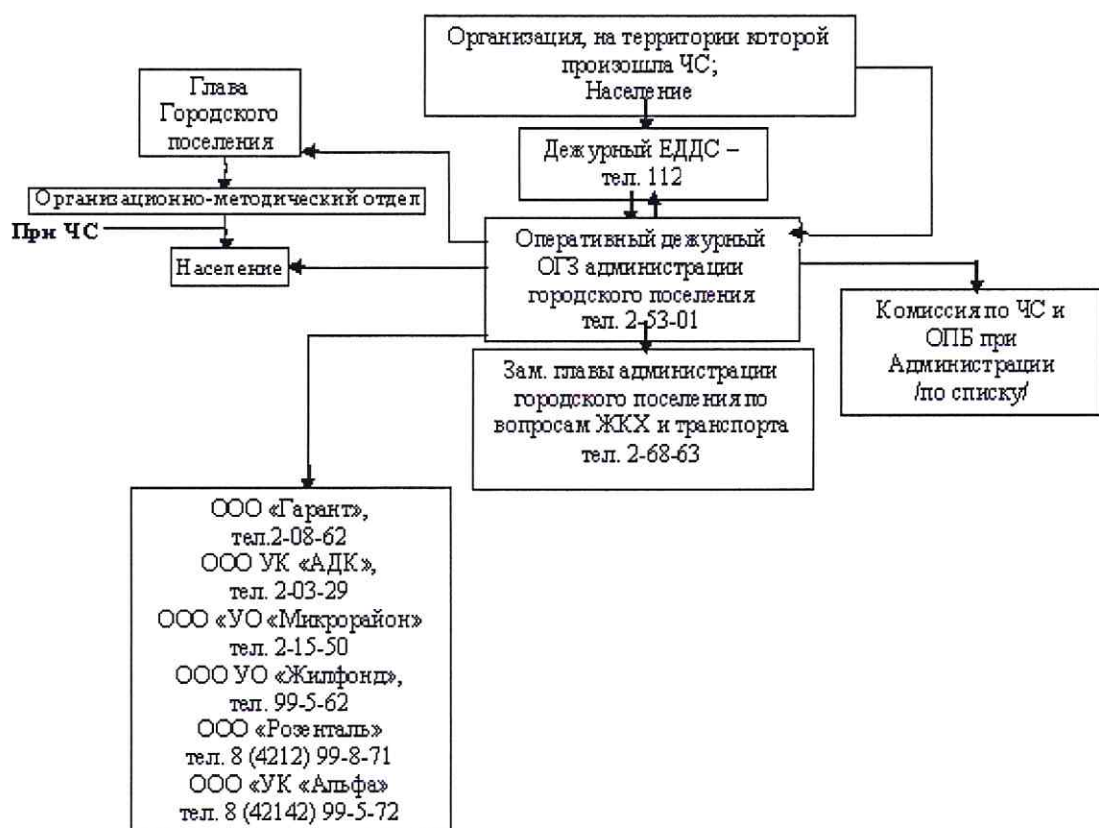 Организация, на территории которой
произошла ЧС;
Население
Глава
Городского
поселения
Дежурный ЕДДС –
тел. 112
Организационно-методический отдел
При ЧС
Население
Оперативный дежурный
ОГЗ администрации
городского поселения
тел. 2-53-01
Комиссия по ЧС и
ОПБ при
Администрации
/по списку/
Зам. главы администрации
городского поселения по
вопросам ЖКХ и транспорта
тел. 2-68-63
ООО «Гарант»,
тел.2-08-62
ООО УК «АДК»,
тел. 2-03-29
ООО «УО «Микрорайон»
тел. 2-15-50
ООО УО «Жилфонд»,
тел. 99-5-62
ООО «Розенталь»
тел. 8 (4212) 99-8-71
ООО «УК «Альфа»
тел. 8 (42142) 99-5-72